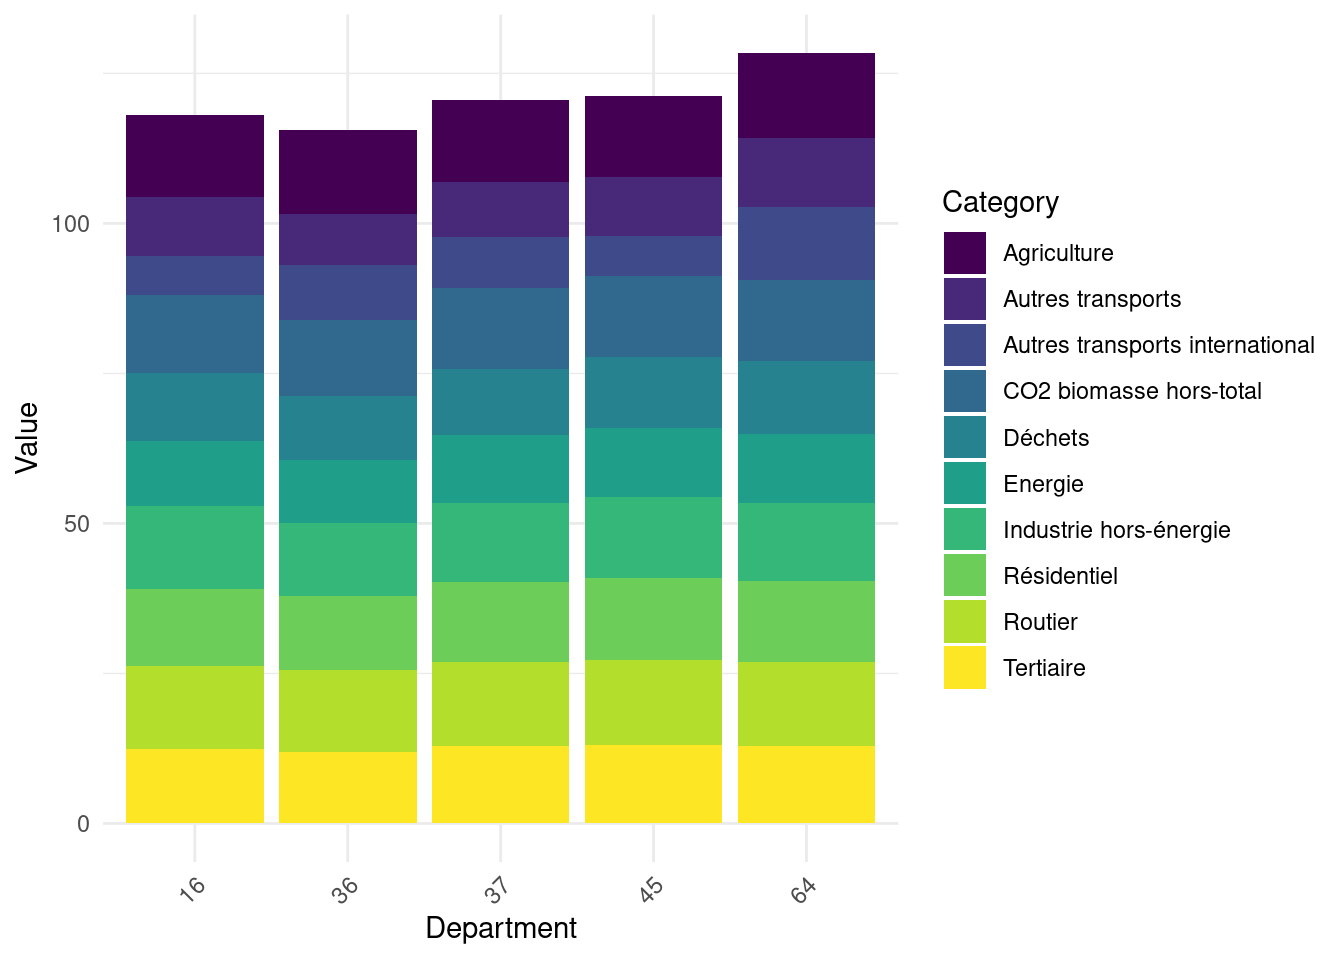 100
50
0
Value
16
36
37
45
64
Department
Category
Agriculture
Autres transports
Autres transports international
CO2 biomasse hors-total
Déchets
Energie
Industrie hors-énergie
Résidentiel
Routier
Tertiaire